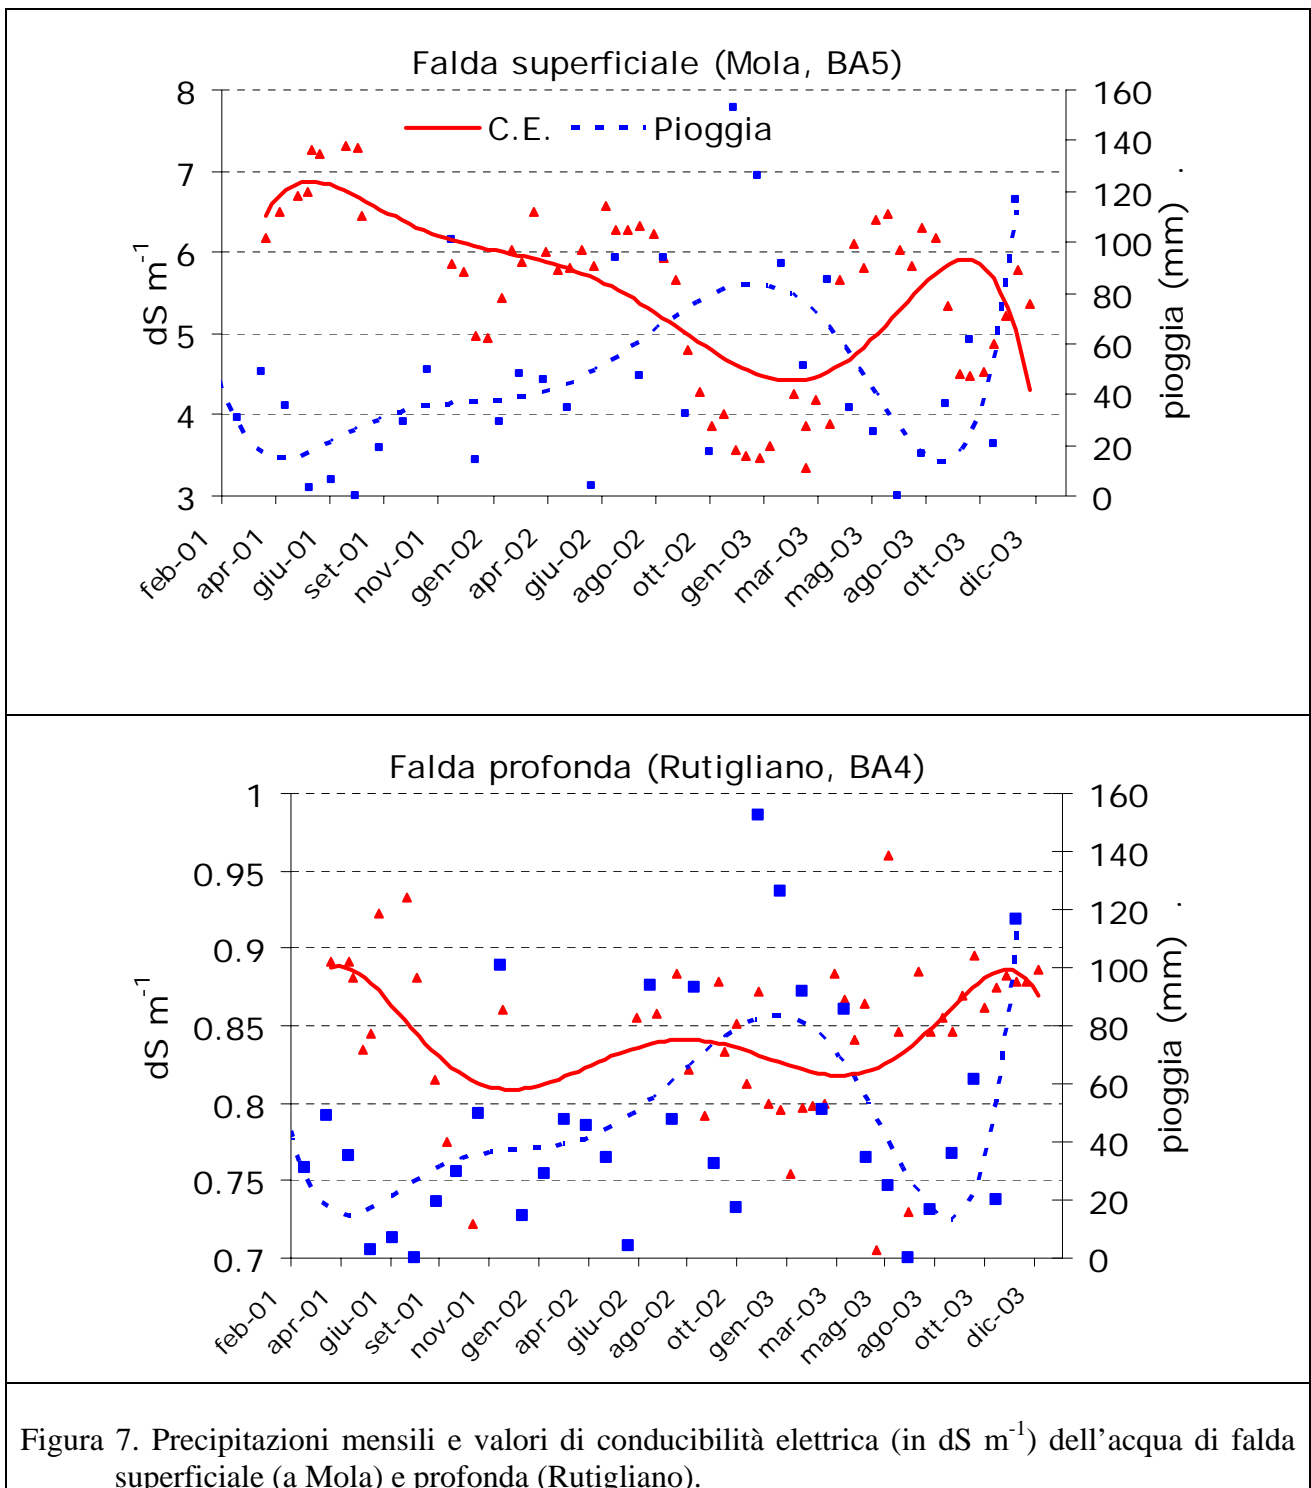 Falda superficiale (Mola, BA5)
C.E. Pioggia
8
7
6
5
4
3
dS m-1
160
140
120
100
80
60
40
20
0
pioggia (mm) .
feb-01 apr-01 giu-01 set-01 nov-01 gen-02 apr-02 giu-02 ago-02 ott-02 gen-03 mar-03 mag-03 ago-03 ott-03 dic-03
Falda profonda (Rutigliano, BA4)
1
0.95
0.9
0.85
0.8
0.75
0.7
dS m-1
160
140
120
100
80
60
40
20
0
pioggia (mm) .
feb-01 apr-01 giu-01 set-01 nov-01 gen-02 apr-02 giu-02 ago-02 ott-02 gen-03 mar-03 mag-03 ago-03 ott-03 dic-03
Figura 7. Precipitazioni mensili e valori di conducibilità elettrica (in dS m-1) dell'acqua di falda
superficiale (a Mola) e profonda (Rutigliano).